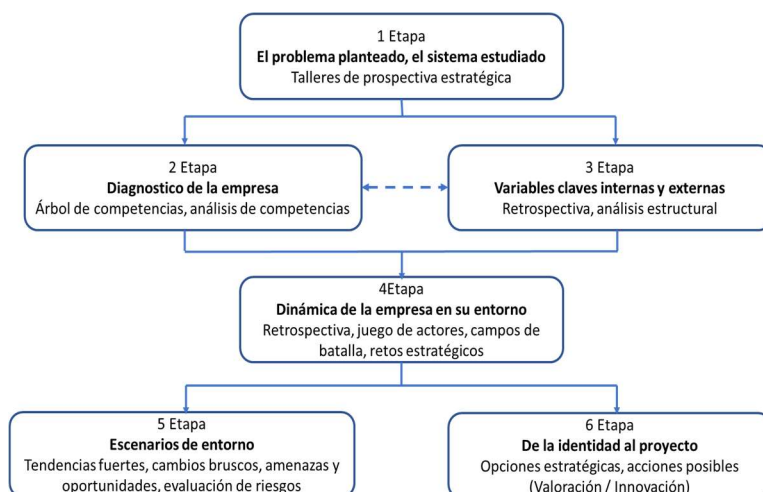 1 Etapa
El problema planteado, el sistema estudiado
Talleres de prospectiva estratégica
2 Etapa
Diagnostico de la empresa
Árbol de competencias, análisis de competencias
3 Etapa
Variables claves internas y externas
Retrospectiva, análisis estructural
4Etapa
Dinámica de la empresa en su entorno
Retrospectiva, juego de actores, campos de
batalla, retos estratégicos
5 Etapa
Escenarios de entorno
Tendencias fuertes, cambios bruscos, amenazas y
oportunidades, evaluación de riesgos
6 Etapa
De la identidad al proyecto
Opciones estratégicas, acciones posibles
(Valoración / Innovación)